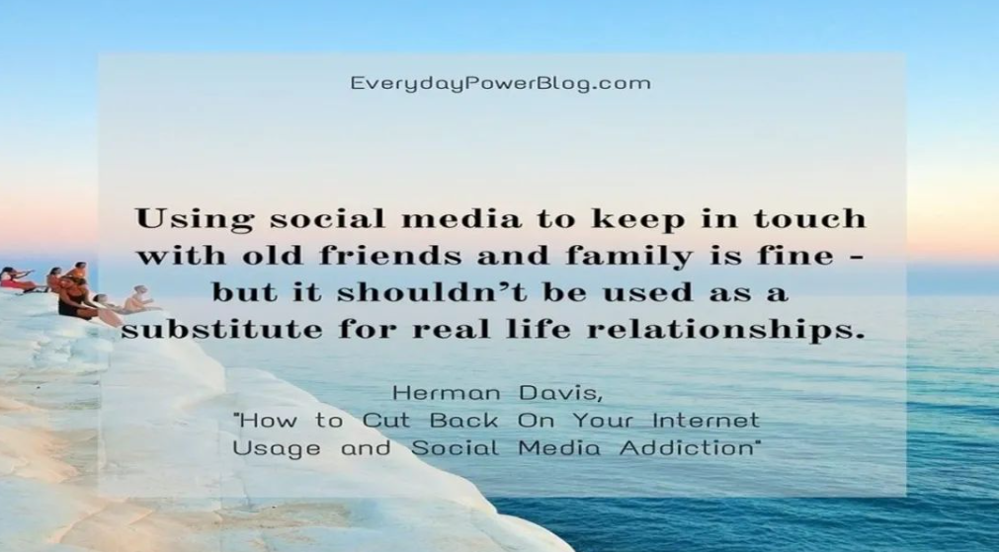 EverydayPowerBlog.com
Using social media to keep in touch
with old friends and family is fine -
but it shouldn't be used as a
substitute for real life relationships.
Herman Davis,
"How to Cut Back On Your Internet
Usage and Social Media Addiction"